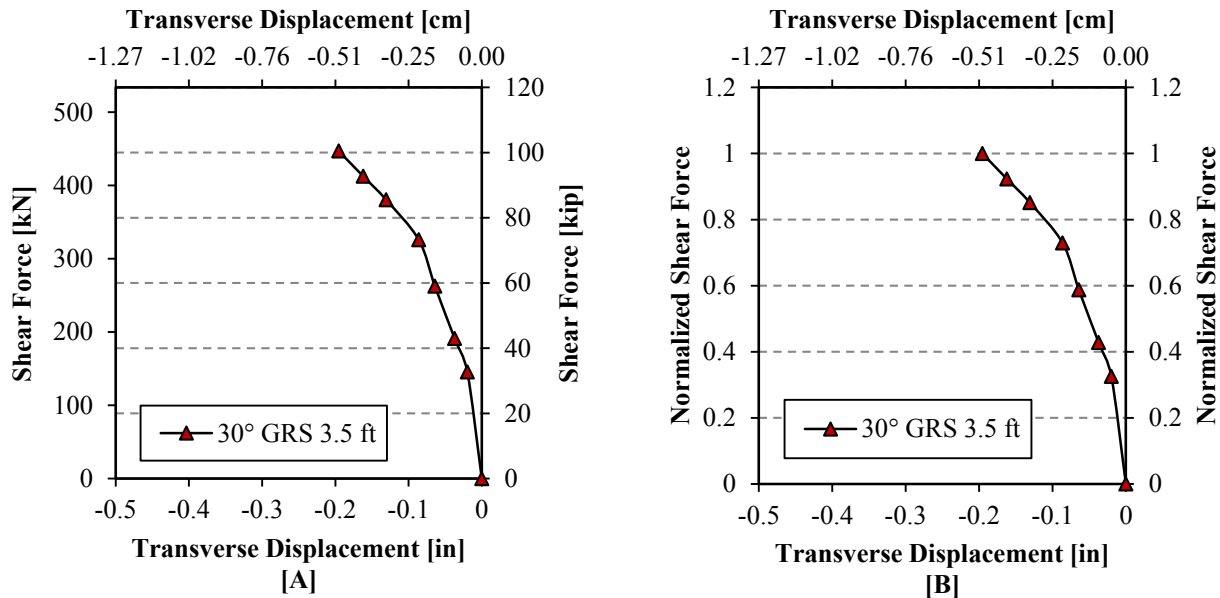 Transverse Displacement [cm]
-1.27 -1.02 -0.76 -0.51 -0.25 0.00
Shear Force [kN]
500
400
300
200
100
0
120
100
80
60
40
20
0
Shear Force [kip]
30° GRS 3.5 ft
-0.5 -0.4 -0.3 -0.2 -0.1 0
Transverse Displacement [in]
[A]
Transverse Displacement [cm]
-1.27 -1.02 -0.76 -0.51 -0.25 0.00
Normalized Shear Force
1.2
1
0.8
0.6
0.4
0.2
0
1.2
1
0.8
0.6
0.4
0.2
0
Normalized Shear Force
30° GRS 3.5 ft
-0.5 -0.4 -0.3 -0.2 -0.1 0
Transverse Displacement [in]
[B]